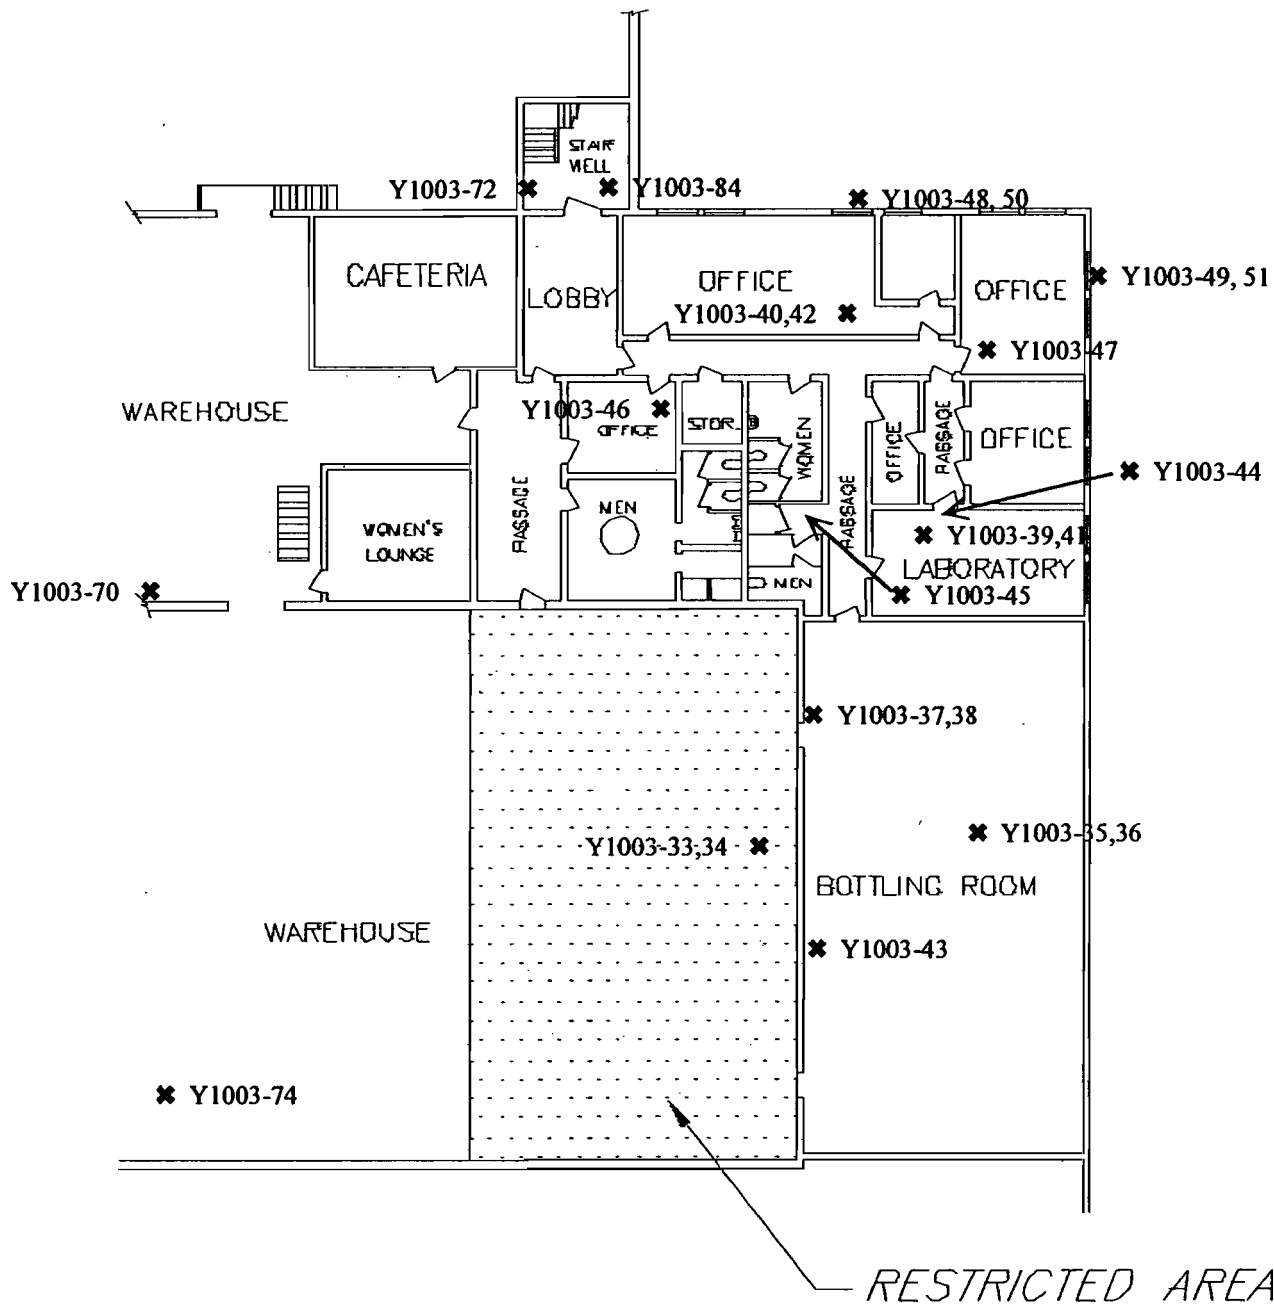 STAIR
WELL
Y1003-72
Y1003-84
Y1003-48, 50
CAFETERIA
LOBBY
OFFICE
OFFICE
Y1003-49, 51
Y1003-40,42
Y1003-47
WAREHOUSE
Y1003-46
OFFICE
STOR
WOMEN
OFFICE
PASSAGE
OFFICE
Y1003-44
WOMEN'S
LOUNGE
PASSAGE
MEN
PASSAGE
Y1003-39,41
LABORATORY
MEN
Y1003-45
Y1003-70
Y1003-37,38
Y1003-35,36
Y1003-33,34
BOTTLING ROOM
WAREHOUSE
Y1003-43
Y1003-74
RESTRICTED AREA